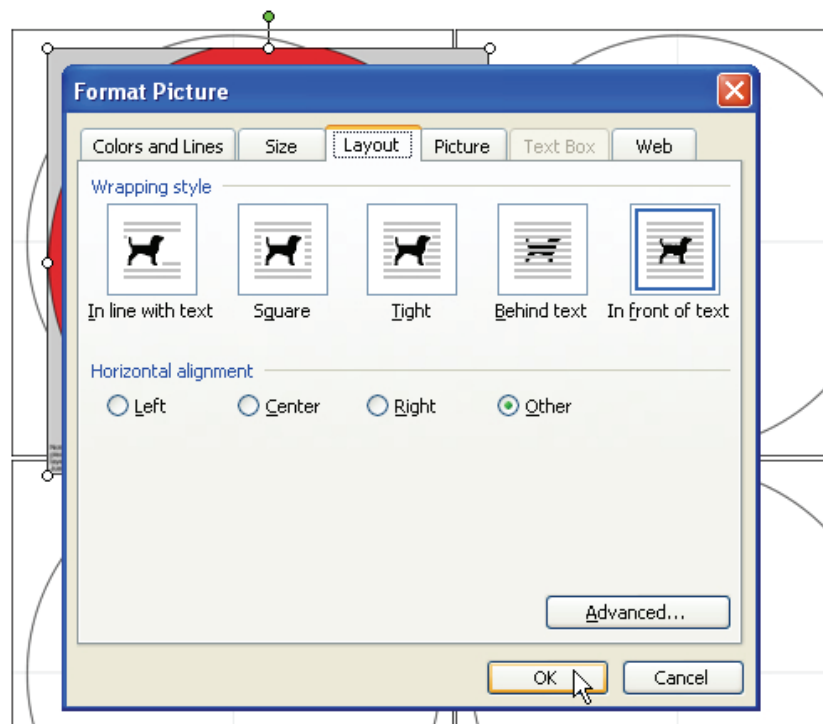 Format Picture
Colors and Lines Size Layout Picture Text Box Web
Wrapping style
In line with text Square Tight Behind text In front of text
Horizontal alignment
Left Center Right Other
Advanced...
OK Cancel